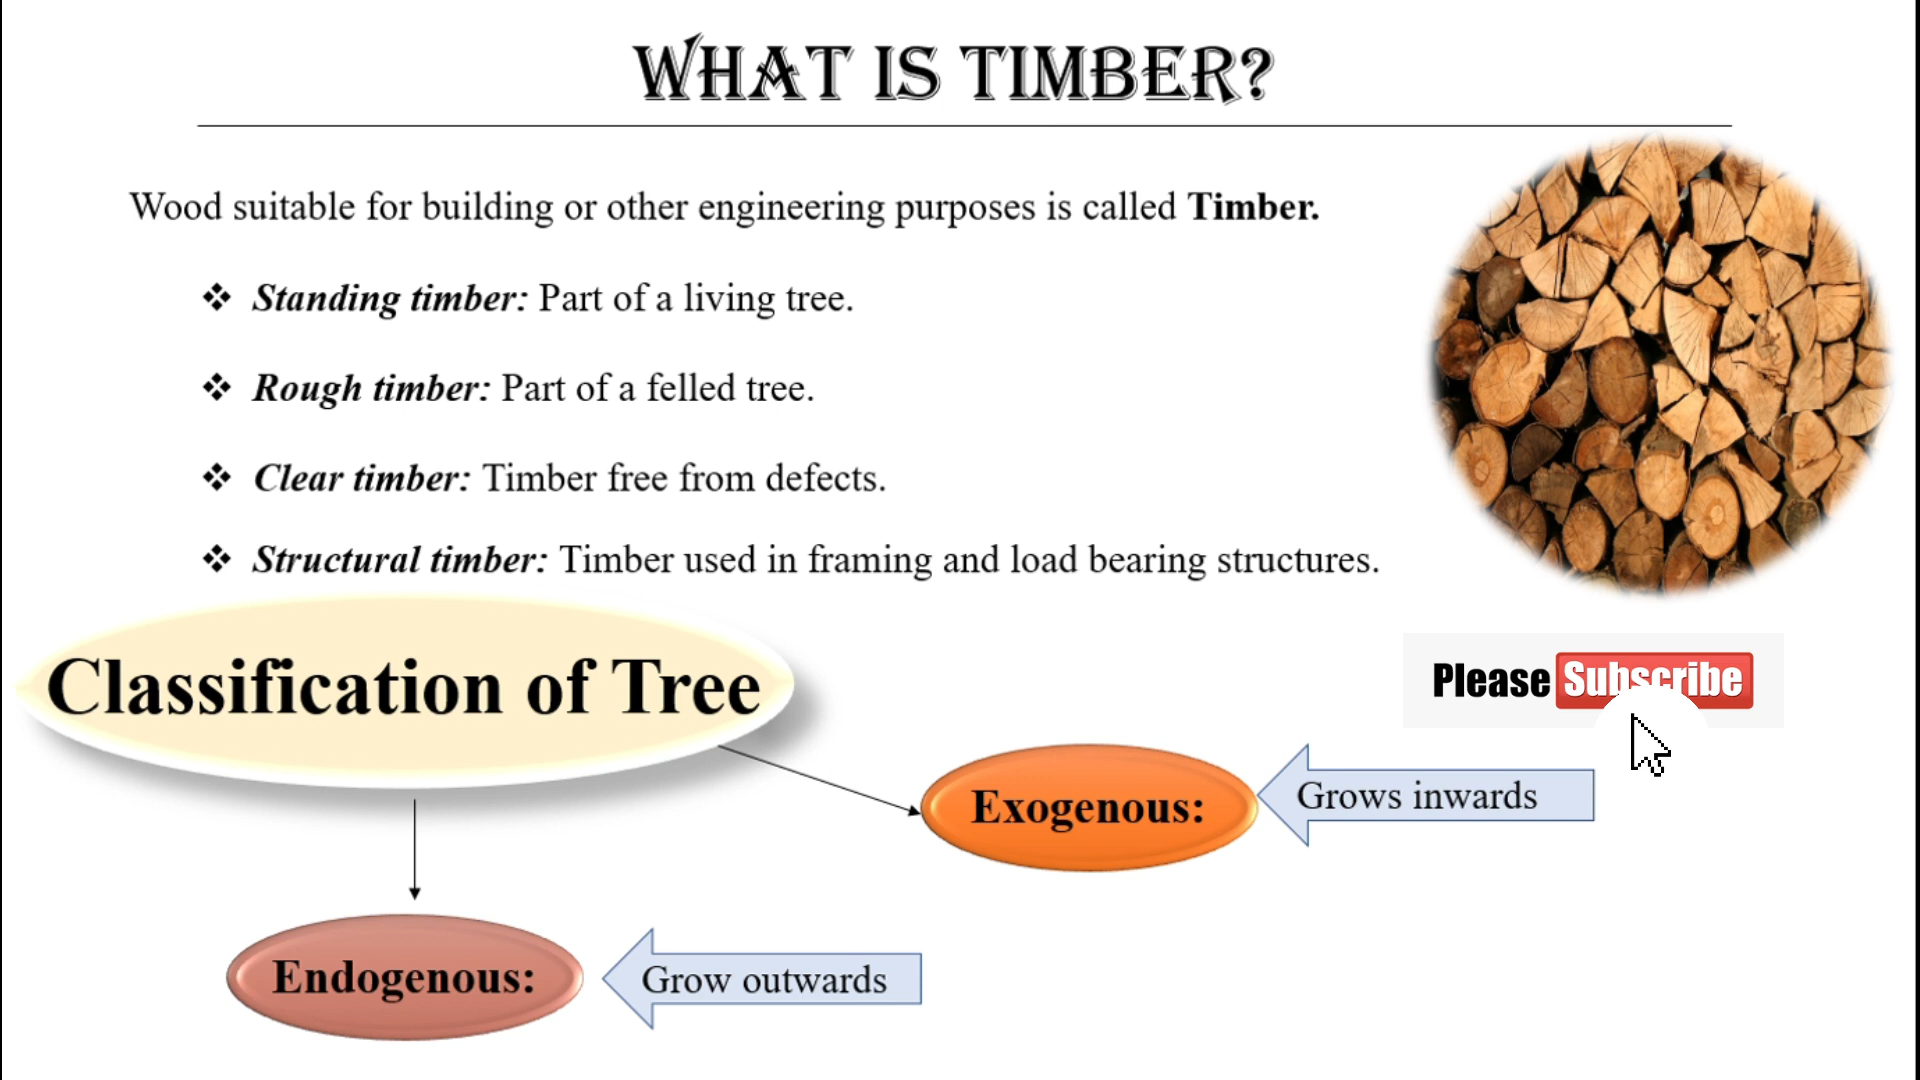 WHAT IS TIMBER?
Wood suitable for building or other engineering purposes is called Timber.
❖ Standing timber: Part of a living tree.
❖ Rough timber: Part of a felled tree.
❖ Clear timber: Timber free from defects.
❖ Structural timber: Timber used in framing and load bearing structures.
Classification of Tree
Please Subscribe
Exogenous:
Grows inwards
Endogenous:
Grow outwards